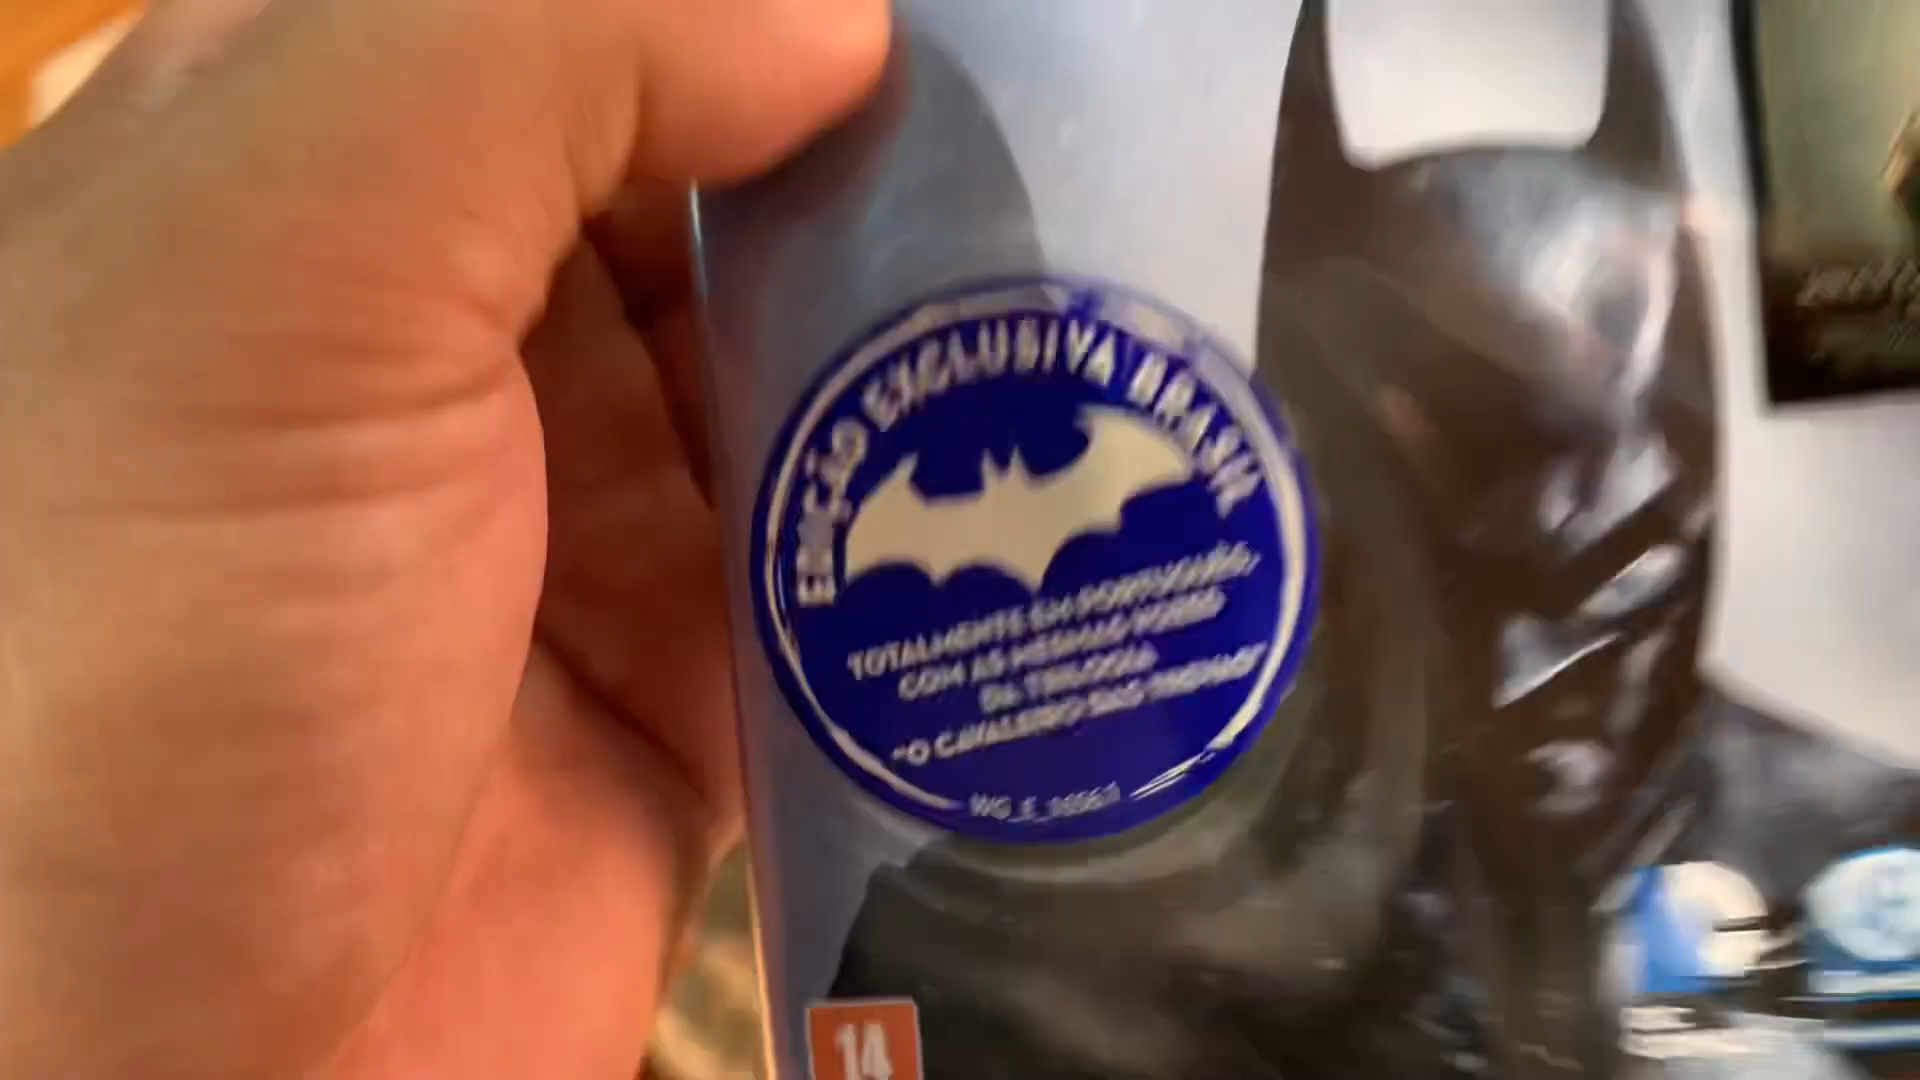 EDIÇÃO EXCLUSIVA BRASIL
TOTALMENTE EM PORTUGUÊS,
COM AS MESMAS VOZES
DA TRILOGIA
"O CAVALEIRO DAS TREVAS"
14